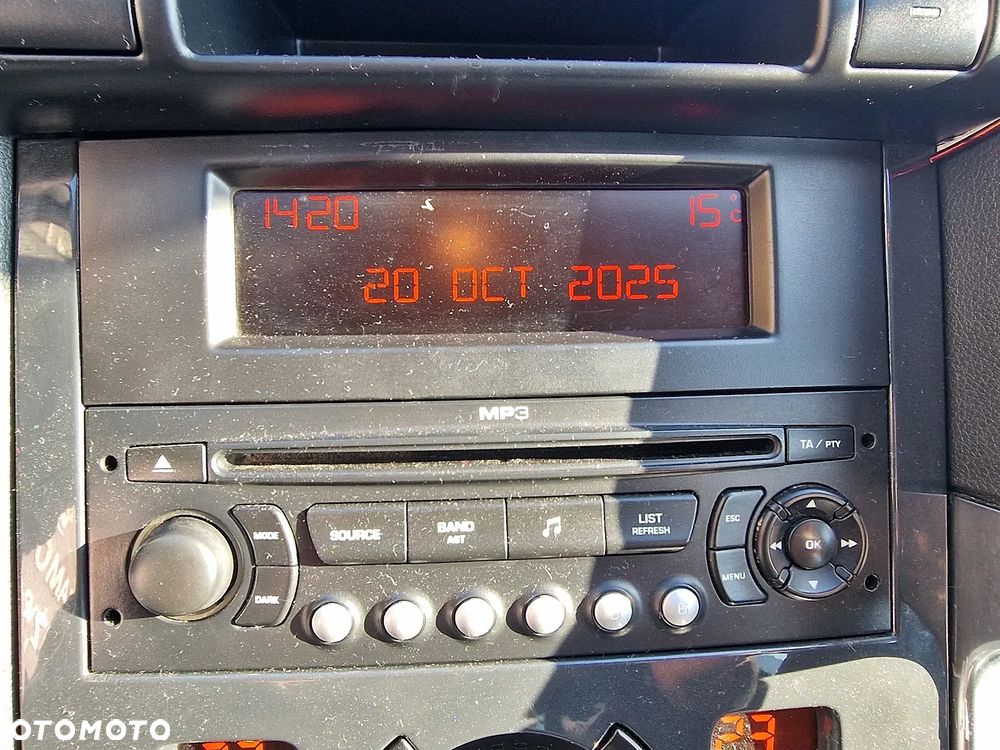 1420 15°C
20 OCT 2025
MP3
TA / PTY
MODE SOURCE BAND AST LIST REFRESH ESC
OK
DARK MENU
5 6
OTOMOTO 23